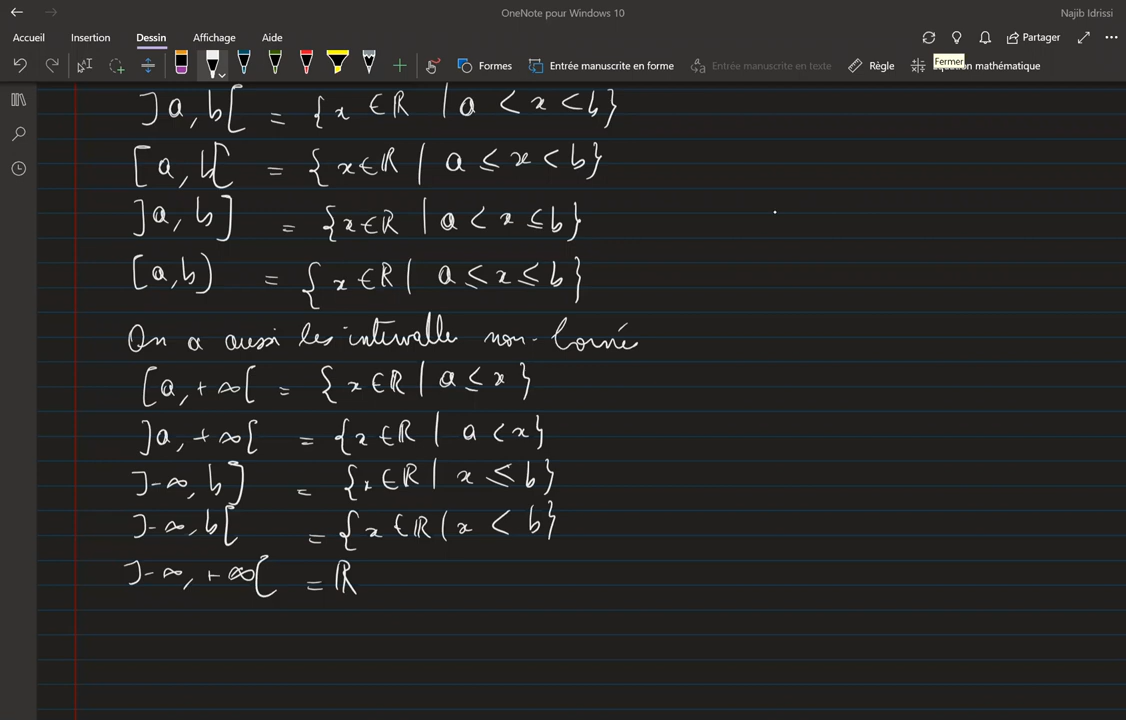 OneNote pour Windows 10
Najib Idrissi
Accueil Insertion Dessin Affichage Aide
Partager
Formes Entrée manuscrite en forme Entrée manuscrite en texte Règle mathématique
Fermer
]a, b[ = {x ∈ ℝ | a < x < b}
[a, b[ = {x ∈ ℝ | a ≤ x < b}
]a, b] = {x ∈ ℝ | a < x ≤ b}
[a, b) = {x ∈ ℝ | a ≤ x ≤ b}
On a aussi les intervalle non-borné
[a, +∞[ = {x ∈ ℝ | a ≤ x}
]a, +∞[ = {x ∈ ℝ | a < x}
]-∞, b] = {x ∈ ℝ | x ≤ b}
]-∞, b[ = {x ∈ ℝ | x < b}
]-∞, +∞[ = ℝ